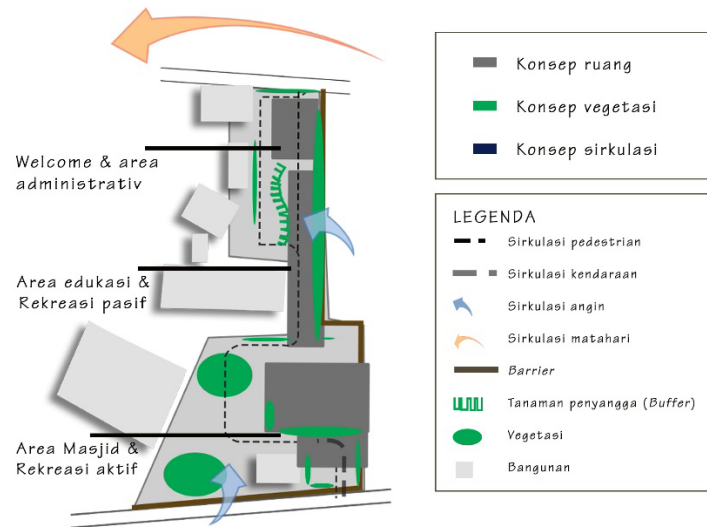 Welcome & area
administrativ
Area edukasi &
Rekreasi pasif
Area Masjid &
Rekreasi aktif
Konsep ruang
Konsep vegetasi
Konsep sirkulasi
LEGENDA
Sirkulasi pedestrian
Sirkulasi kendaraan
Sirkulasi angin
Sirkulasi matahari
Barrier
Tanaman penyangga (Buffer)
Vegetasi
Bangunan